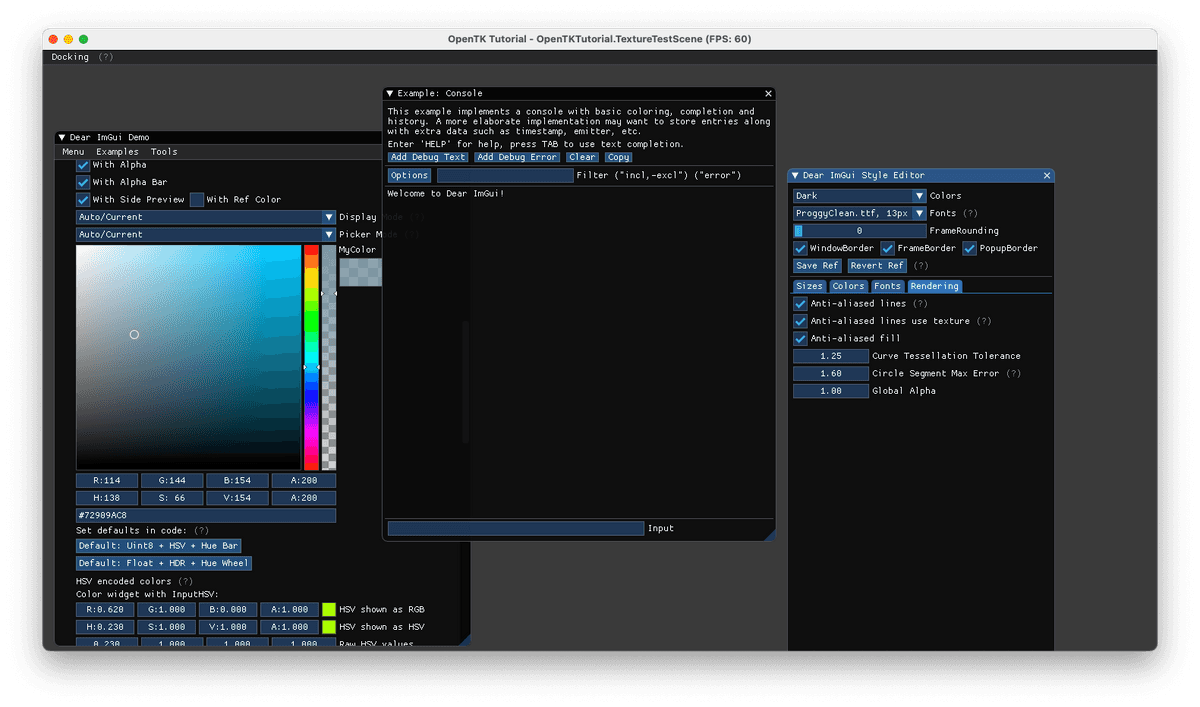 OpenTK Tutorial - OpenTKTutorial.TextureTestScene (FPS: 60)
Docking (?)
Dear ImGui Demo
Menu Examples Tools
With Alpha
With Alpha Bar
With Side Preview With Ref Color
Auto/Current Display Mode (?)
Auto/Current Picker Mode (?)
MyColor
R:114 G:144 B:154 A:200
H:138 S: 66 V:154 A:200
#72909AC8
Set defaults in code: (?)
Default: Uint8 + HSV + Hue Bar
Default: Float + HDR + Hue Wheel
HSV encoded colors (?)
Color widget with InputHSV:
R:0.620 G:1.000 B:0.000 A:1.000 HSV shown as RGB
H:0.230 S:1.000 V:1.000 A:1.000 HSV shown as HSV
0.230 1.000 1.000 1.000 Raw HSV values
Example: Console
This example implements a console with basic coloring, completion and
history. A more elaborate implementation may want to store entries along
with extra data such as timestamp, emitter, etc.
Enter 'HELP' for help, press TAB to use text completion.
Add Debug Text Add Debug Error Clear Copy
Options Filter ("incl,-excl") ("error")
Welcome to Dear ImGui!
Input
Dear ImGui Style Editor
Dark Colors
ProggyClean.ttf, 13px Fonts (?)
0 FrameRounding
WindowBorder FrameBorder PopupBorder
Save Ref Revert Ref (?)
Sizes Colors Fonts Rendering
Anti-aliased lines (?)
Anti-aliased lines use texture (?)
Anti-aliased fill
1.25 Curve Tessellation Tolerance
1.60 Circle Segment Max Error (?)
1.00 Global Alpha